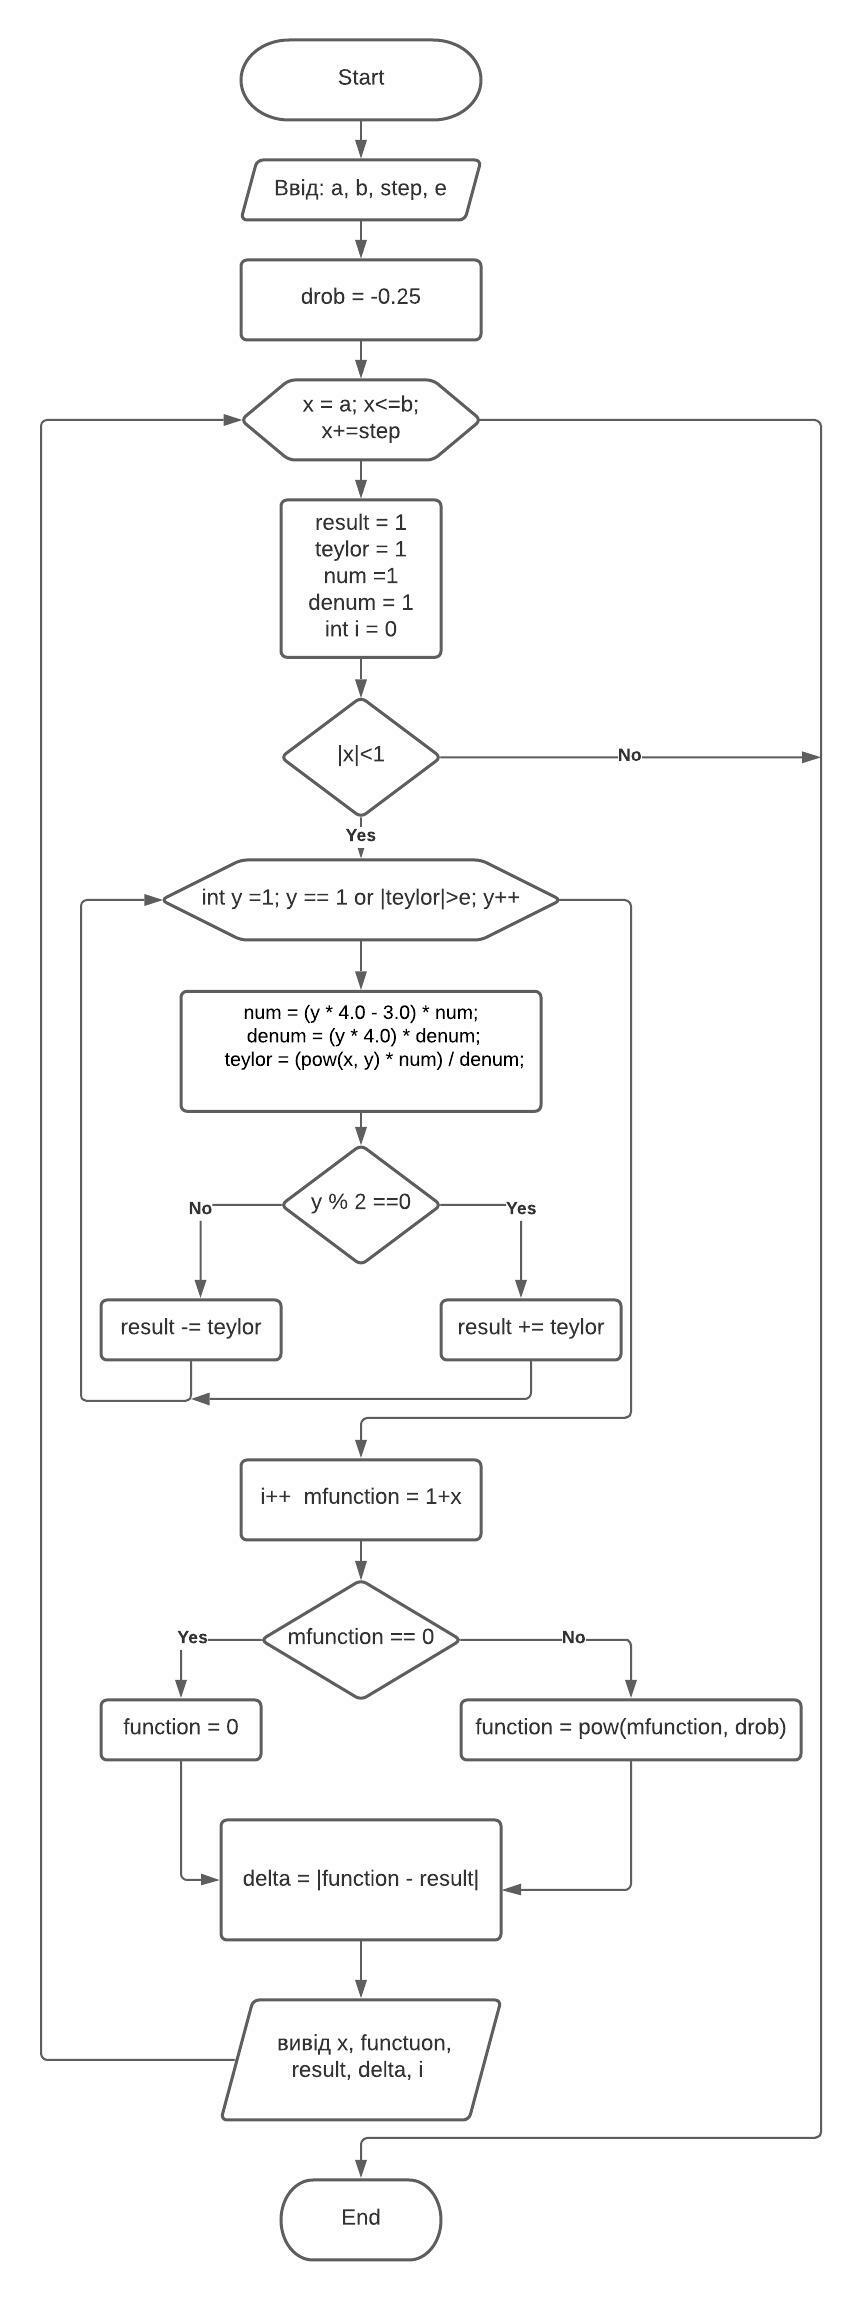 Start
Ввід: a, b, step, e
drob = -0.25
x = a; x<=b;
x+=step
result = 1
teylor = 1
num =1
denum = 1
int i = 0
|x|<1
No
Yes
int y =1; y == 1 or |teylor|>e; y++
num = (y * 4.0 - 3.0) * num;
denum = (y * 4.0) * denum;
teylor = (pow(x, y) * num) / denum;
y % 2 ==0
No
Yes
result -= teylor
result += teylor
i++  mfunction = 1+x
mfunction == 0
Yes
No
function = 0
function = pow(mfunction, drob)
delta = |function - result|
вивід x, functuon,
result, delta, i
End